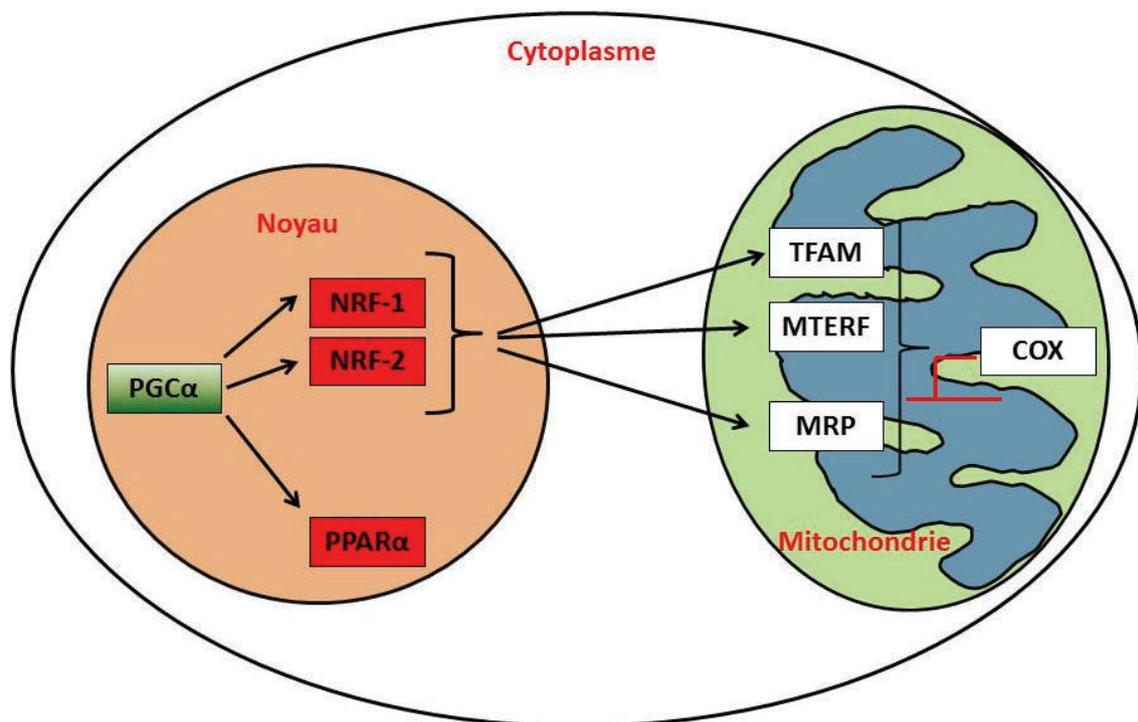 Cytoplasme
Noyau
NRF-1
NRF-2
PGCα
PPARα
TFAM
MTERF
COX
MRP
Mitochondrie